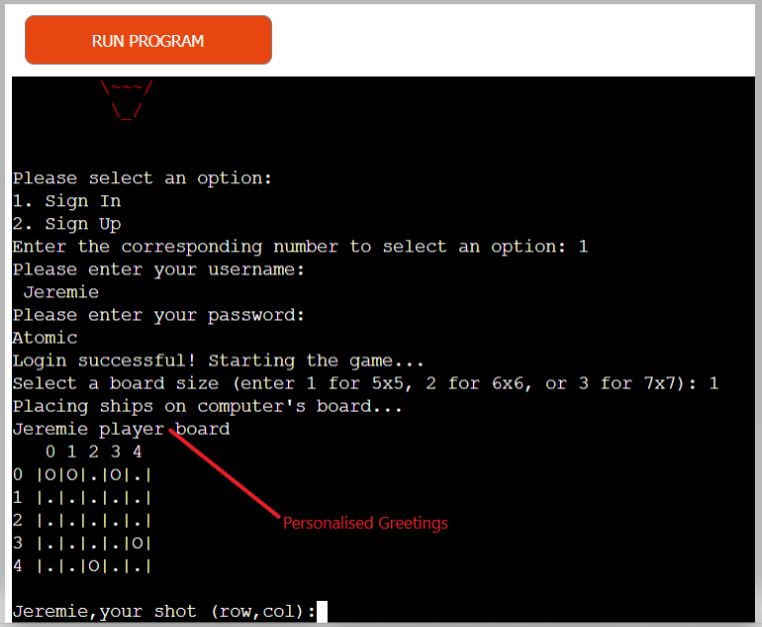 RUN PROGRAM
\~~~/
\_/
Please select an option:
1. Sign In
2. Sign Up
Enter the corresponding number to select an option: 1
Please enter your username:
 Jeremie
Please enter your password:
Atomic
Login successful! Starting the game...
Select a board size (enter 1 for 5x5, 2 for 6x6, or 3 for 7x7): 1
Placing ships on computer's board...
Jeremie player board
   0 1 2 3 4
0 |O|O|.|O|.|
1 |.|.|.|.|.|
2 |.|.|.|.|.|
Personalised Greetings
3 |.|.|.|.|O|
4 |.|.|O|.|.|
Jeremie,your shot (row,col):